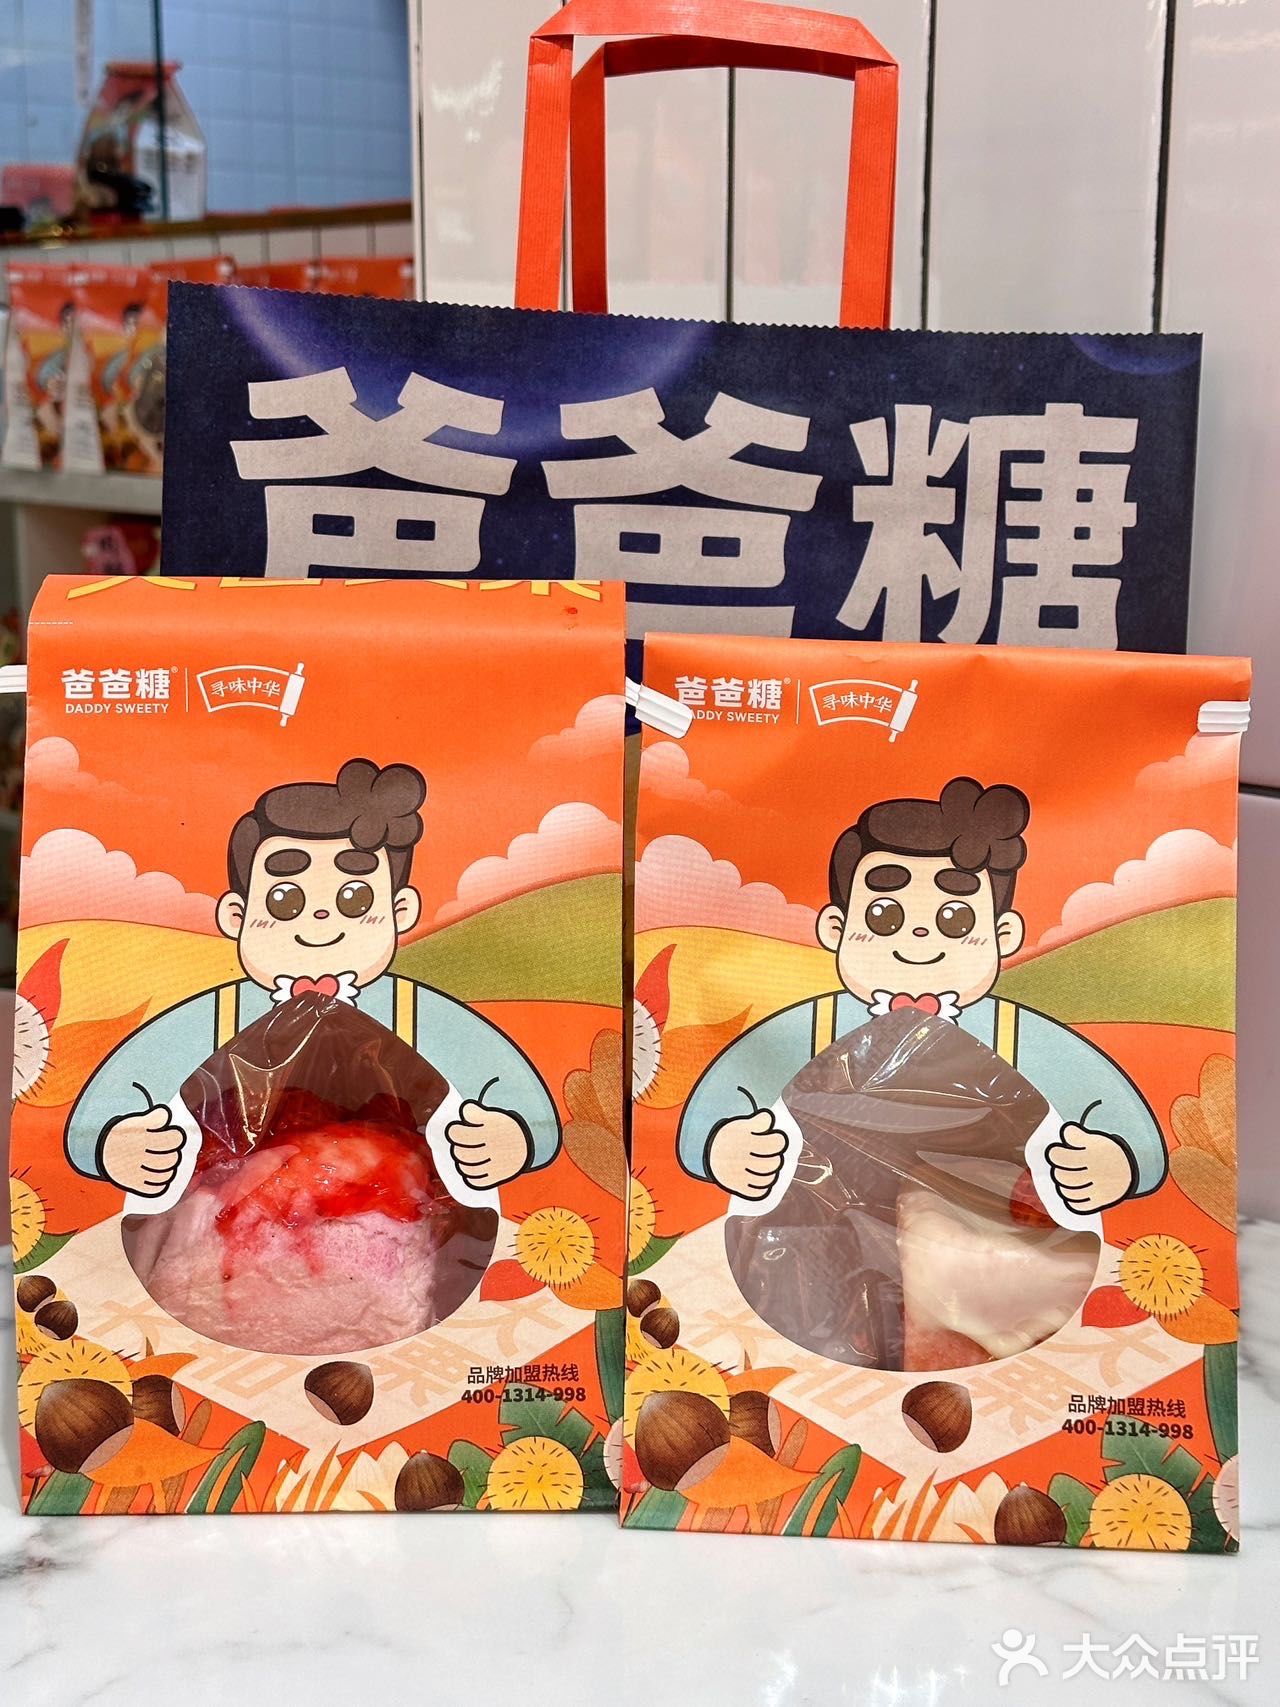 爸爸糖
爸爸糖®
DADDY SWEETY
寻味中华
品牌加盟热线
400-1314-998
爸爸糖®
DADDY SWEETY
寻味中华
品牌加盟热线
400-1314-998
大众点评